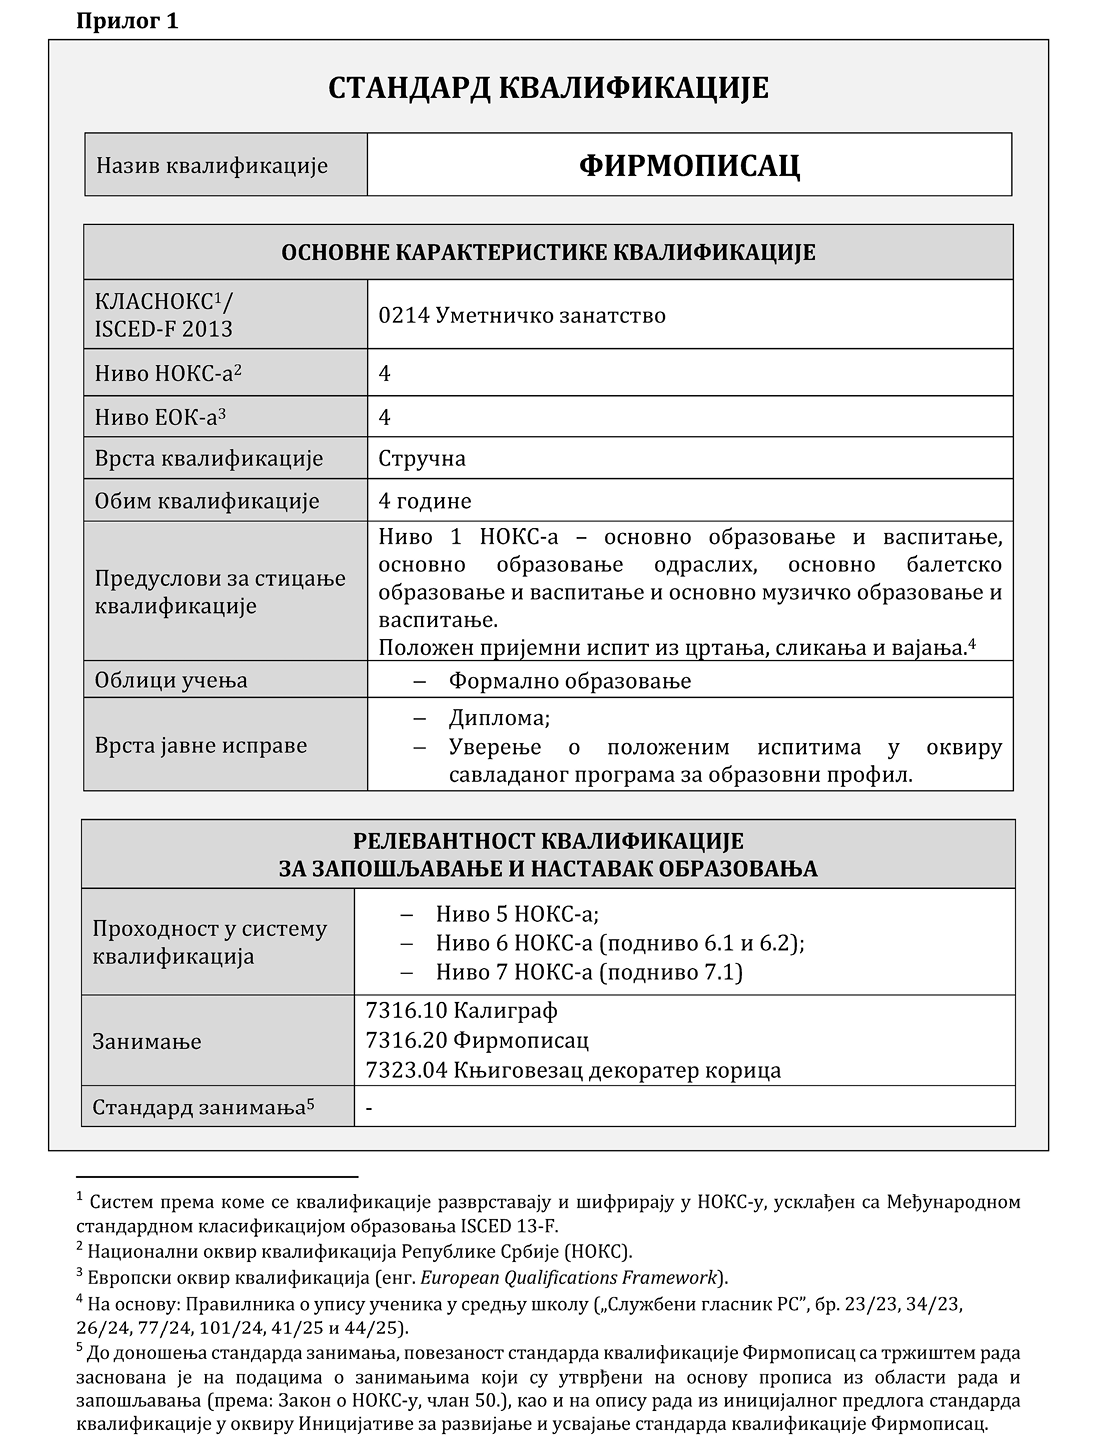 Прилог 1
СТАНДАРД КВАЛИФИКАЦИЈЕ
Назив квалификације
ФИРМОПИСАЦ
ОСНОВНЕ КАРАКТЕРИСТИКЕ КВАЛИФИКАЦИЈЕ
КЛАСНОКС¹/
ISCED-F 2013
0214 Уметничко занатство
Ниво НОКС-а²
4
Ниво ЕОК-а³
4
Врста квалификације
Стручна
Обим квалификације
4 године
Предуслови за стицање
квалификације
Ниво 1 НОКС-а – основно образовање и васпитање,
основно образовање одраслих, основно балетско
образовање и васпитање и основно музичко образовање и
васпитање.
Положен пријемни испит из цртања, сликања и вајања.⁴
Облици учења
– Формално образовање
Врста јавне исправе
– Диплома;
– Уверење о положеним испитима у оквиру
савладаног програма за образовни профил.
РЕЛЕВАНТНОСТ КВАЛИФИКАЦИЈЕ
ЗА ЗАПОШЉАВАЊЕ И НАСТАВАК ОБРАЗОВАЊА
Проходност у систему
квалификација
– Ниво 5 НОКС-а;
– Ниво 6 НОКС-а (подниво 6.1 и 6.2);
– Ниво 7 НОКС-а (подниво 7.1)
Занимање
7316.10 Калиграф
7316.20 Фирмописац
7323.04 Књиговезац декоратер корица
Стандард занимања⁵
-
¹ Систем према коме се квалификације разврставају и шифрирају у НОКС-у, усклађен са Међународном
стандардном класификацијом образовања ISCED 13-F.
² Национални оквир квалификација Републике Србије (НОКС).
³ Европски оквир квалификација (енг. European Qualifications Framework).
⁴ На основу: Правилника о упису ученика у средњу школу („Службени гласник РС”, бр. 23/23, 34/23,
26/24, 77/24, 101/24, 41/25 и 44/25).
⁵ До доношења стандарда занимања, повезаност стандарда квалификације Фирмописац са тржиштем рада
заснована је на подацима о занимањима који су утврђени на основу прописа из области рада и
запошљавања (према: Закон о НОКС-у, члан 50.), као и на опису рада из иницијалног предлога стандарда
квалификације у оквиру Иницијативе за развијање и усвајање стандарда квалификације Фирмописац.